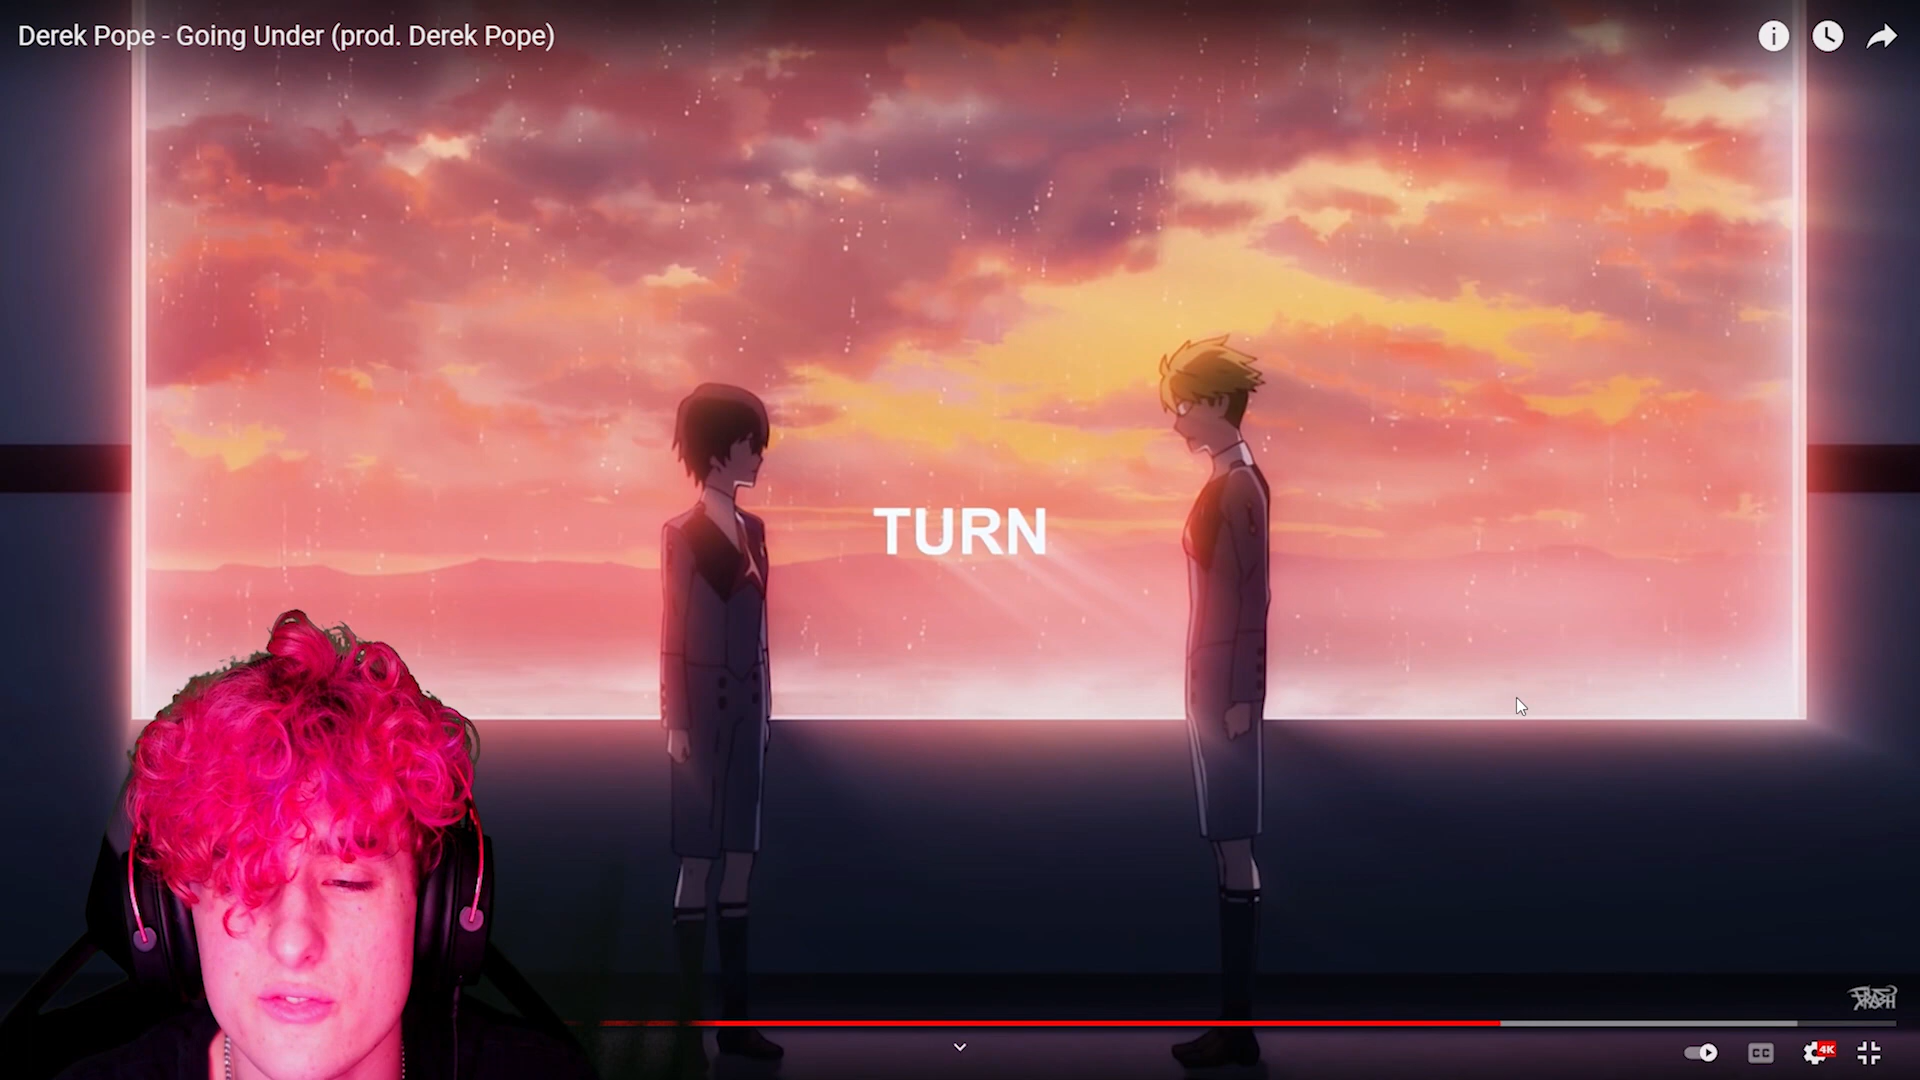 Derek Pope - Going Under (prod. Derek Pope)
TURN
CC
4K